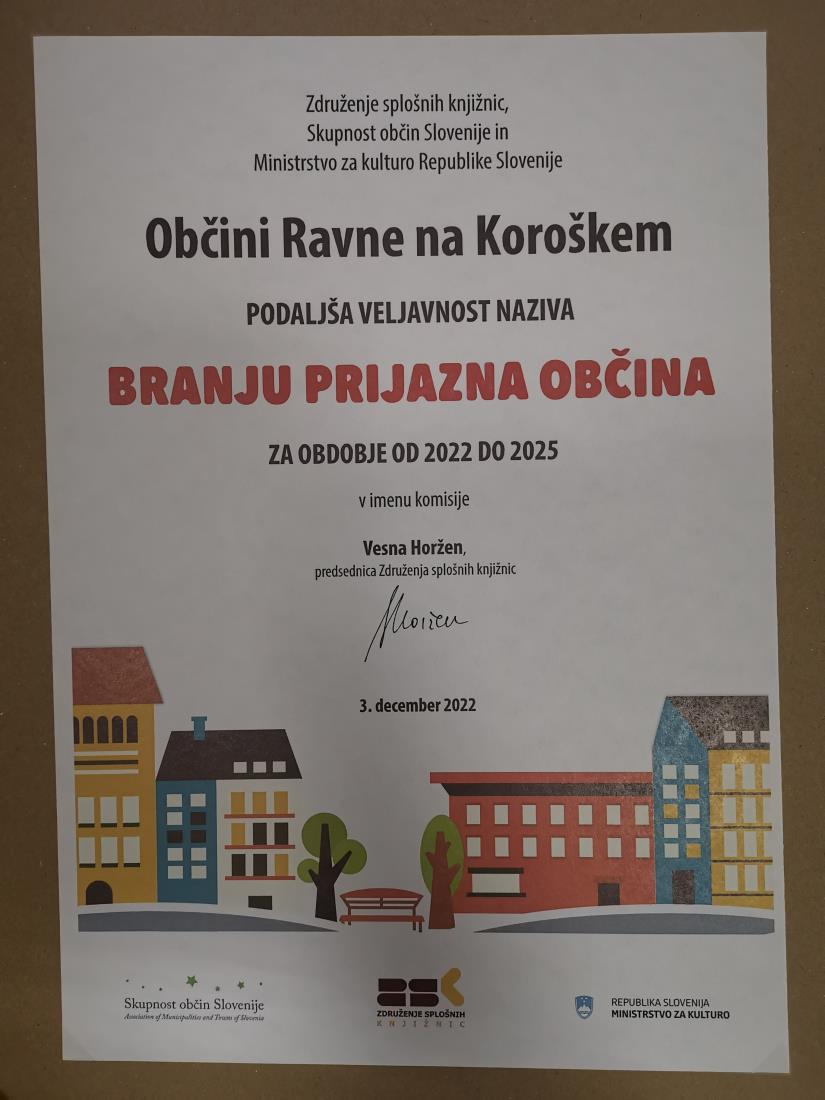 Združenje splošnih knjižnic,
Skupnost občin Slovenije in
Ministrstvo za kulturo Republike Slovenije
Občini Ravne na Koroškem
PODALJŠA VELJAVNOST NAZIVA
BRANJU PRIJAZNA OBČINA
ZA OBDOBJE OD 2022 DO 2025
v imenu komisije
Vesna Horžen,
predsednica Združenja splošnih knjižnic
Horžen
3. december 2022
Skupnost občin Slovenije
Association of Municipalities and Towns of Slovenia
ZDRUŽENJE SPLOŠNIH
KNJIŽNIC
REPUBLIKA SLOVENIJA
MINISTRSTVO ZA KULTURO